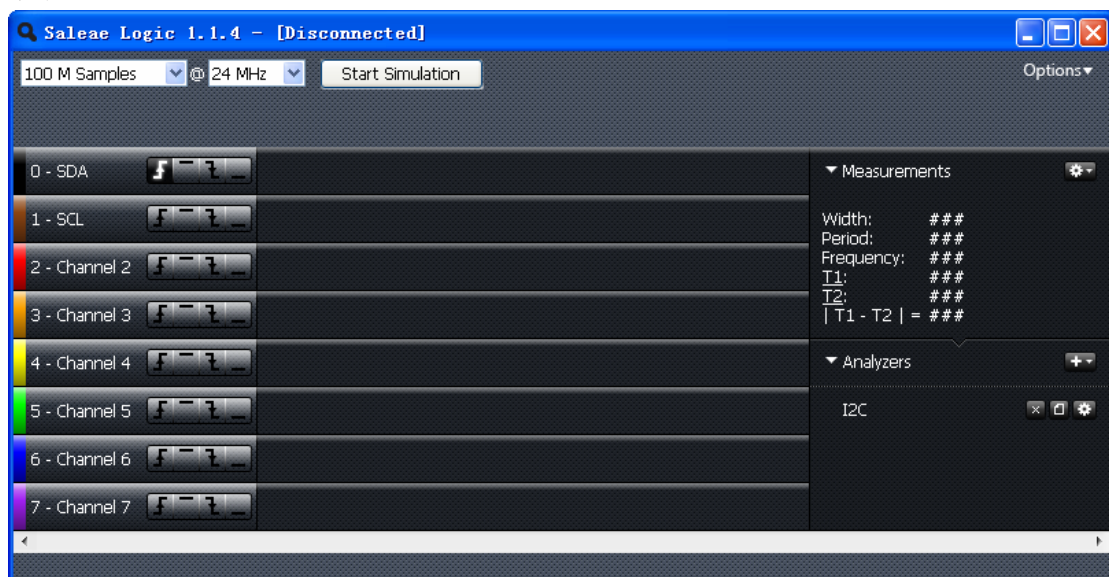 Saleae Logic 1.1.4 - [Disconnected]
100 M Samples @ 24 MHz Start Simulation Options
0 - SDA
1 - SCL
2 - Channel 2
3 - Channel 3
4 - Channel 4
5 - Channel 5
6 - Channel 6
7 - Channel 7
Measurements
Width: ###
Period: ###
Frequency: ###
T1: ###
T2: ###
| T1 - T2 | = ###
Analyzers
I2C